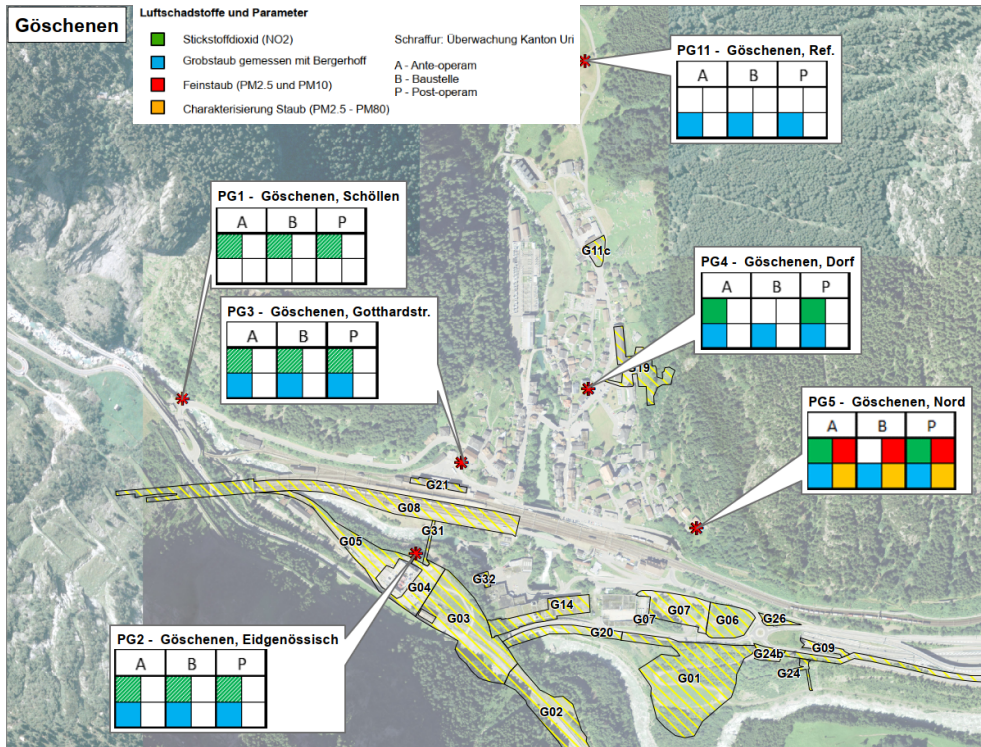 Göschenen
Luftschadstoffe und Parameter
Stickstoffdioxid (NO2)
Grobstaub gemessen mit Bergerhoff
Feinstaub (PM2.5 und PM10)
Charakterisierung Staub (PM2.5 - PM80)
Schraffur: Überwachung Kanton Uri
A - Ante-operam
B - Baustelle
P - Post-operam
PG11 - Göschenen, Ref.
A B P
PG1 - Göschenen, Schöllen
A B P
G11c
PG4 - Göschenen, Dorf
A B P
PG3 - Göschenen, Gotthardstr.
A B P
G19
PG5 - Göschenen, Nord
A B P
G21
G08
G31
G05
G04
G32
G03
G14
G07
G07
G06
G26
G20
G24b
G09
G24
G01
G02
PG2 - Göschenen, Eidgenössisch
A B P